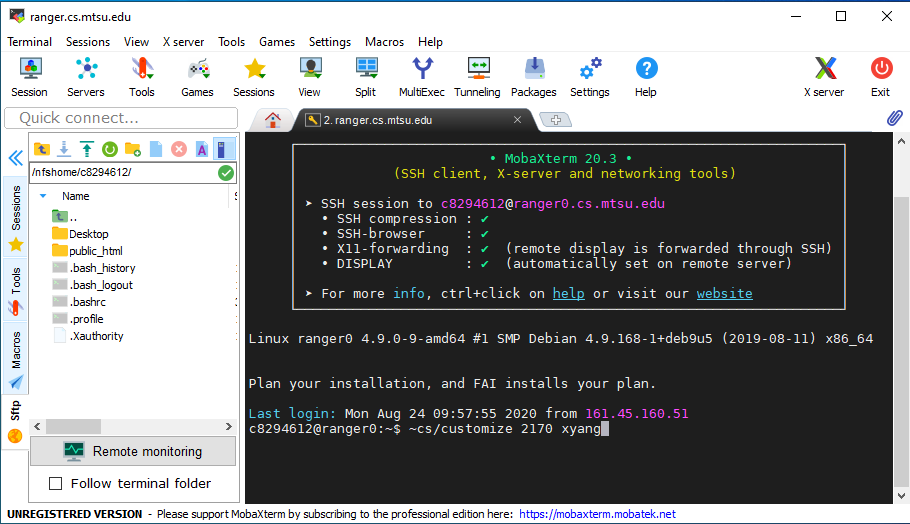 ranger.cs.mtsu.edu
Terminal Sessions View X server Tools Games Settings Macros Help
Session Servers Tools Games Sessions View Split MultiExec Tunneling Packages Settings Help X server Exit
Quick connect...
2. ranger.cs.mtsu.edu
/nfshome/c8294612/
Name
..
Desktop
public_html
.bash_history
.bash_logout
.bashrc
.profile
.Xauthority
Sessions
Tools
Macros
Sftp
Remote monitoring
Follow terminal folder
• MobaXterm 20.3 •
(SSH client, X-server and networking tools)
➤ SSH session to c8294612@ranger0.cs.mtsu.edu
• SSH compression : ✔
• SSH-browser : ✔
• X11-forwarding : ✔ (remote display is forwarded through SSH)
• DISPLAY : ✔ (automatically set on remote server)
➤ For more info, ctrl+click on help or visit our website
Linux ranger0 4.9.0-9-amd64 #1 SMP Debian 4.9.168-1+deb9u5 (2019-08-11) x86_64
Plan your installation, and FAI installs your plan.
Last login: Mon Aug 24 09:57:55 2020 from 161.45.160.51
c8294612@ranger0:~$ ~cs/customize 2170 xyang
UNREGISTERED VERSION - Please support MobaXterm by subscribing to the professional edition here: https://mobaxterm.mobatek.net